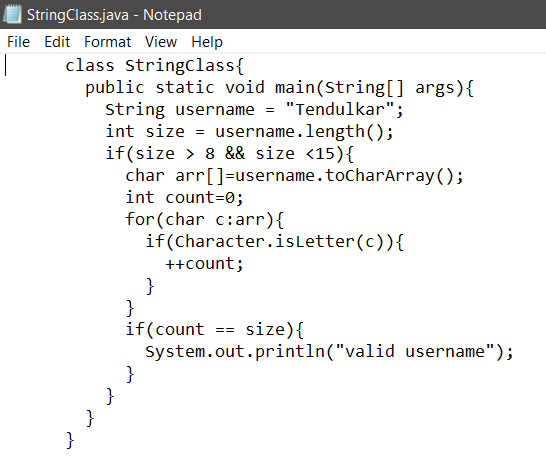 StringClass.java - Notepad
File Edit Format View Help
class StringClass{
public static void main(String[] args){
String username = "Tendulkar";
int size = username.length();
if(size > 8 && size <15){
char arr[]=username.toCharArray();
int count=0;
for(char c:arr){
if(Character.isLetter(c)){
++count;
}
}
if(count == size){
System.out.println("valid username");
}
}
}
}